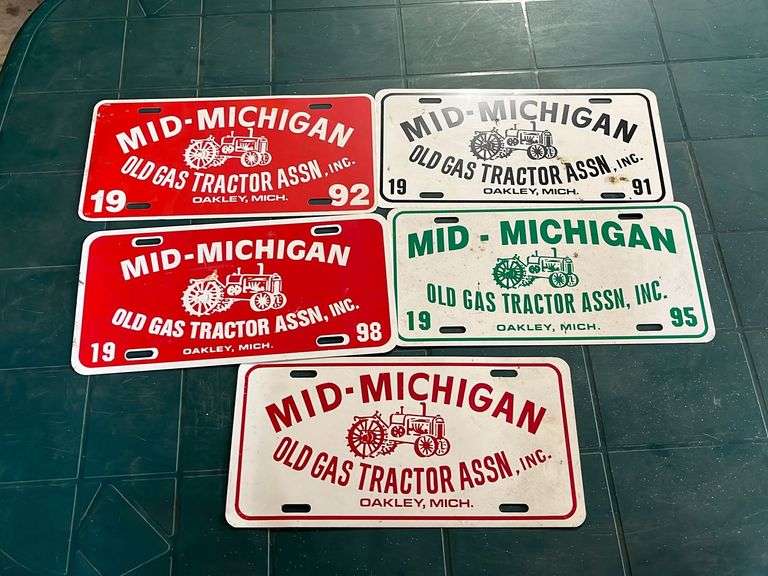 MID-MICHIGAN
OLD GAS TRACTOR ASSN, INC.
OAKLEY, MICH.
19 92
MID-MICHIGAN
OLD GAS TRACTOR ASSN, INC.
OAKLEY, MICH.
19 91
MID-MICHIGAN
OLD GAS TRACTOR ASSN, INC.
19 98
OAKLEY, MICH.
MID - MICHIGAN
OLD GAS TRACTOR ASSN, INC.
19 95
OAKLEY, MICH.
MID-MICHIGAN
OLD GAS TRACTOR ASSN, INC.
OAKLEY, MICH.